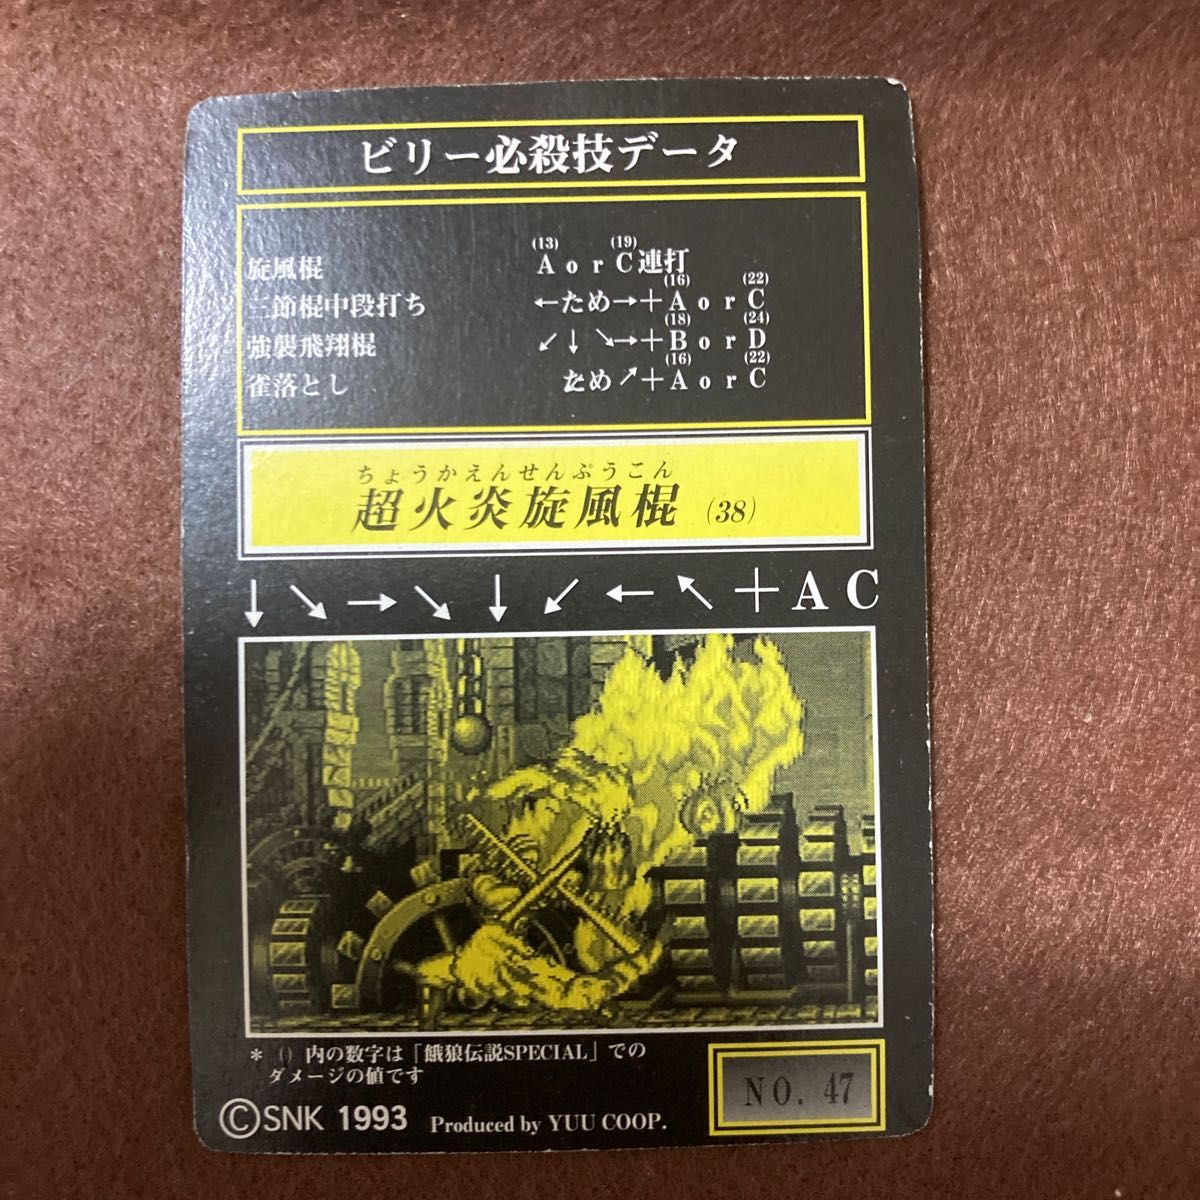 ビリー必殺技データ
旋風棍 A(13) or C(19)連打
三節棍中段打ち ←ため→＋A(16) or C(22)
強襲飛翔棍 ↙↓↘→＋B(18) or D(24)
雀落とし ため↗＋A(16) or C(22)
ちょうかえんせんぷうこん
超火炎旋風棍 (38)
↓↘→↘↓↙←↖＋AC
＊（）内の数字は「餓狼伝説SPECIAL」での
ダメージの値です
©SNK 1993 Produced by YUU COOP.
NO. 47